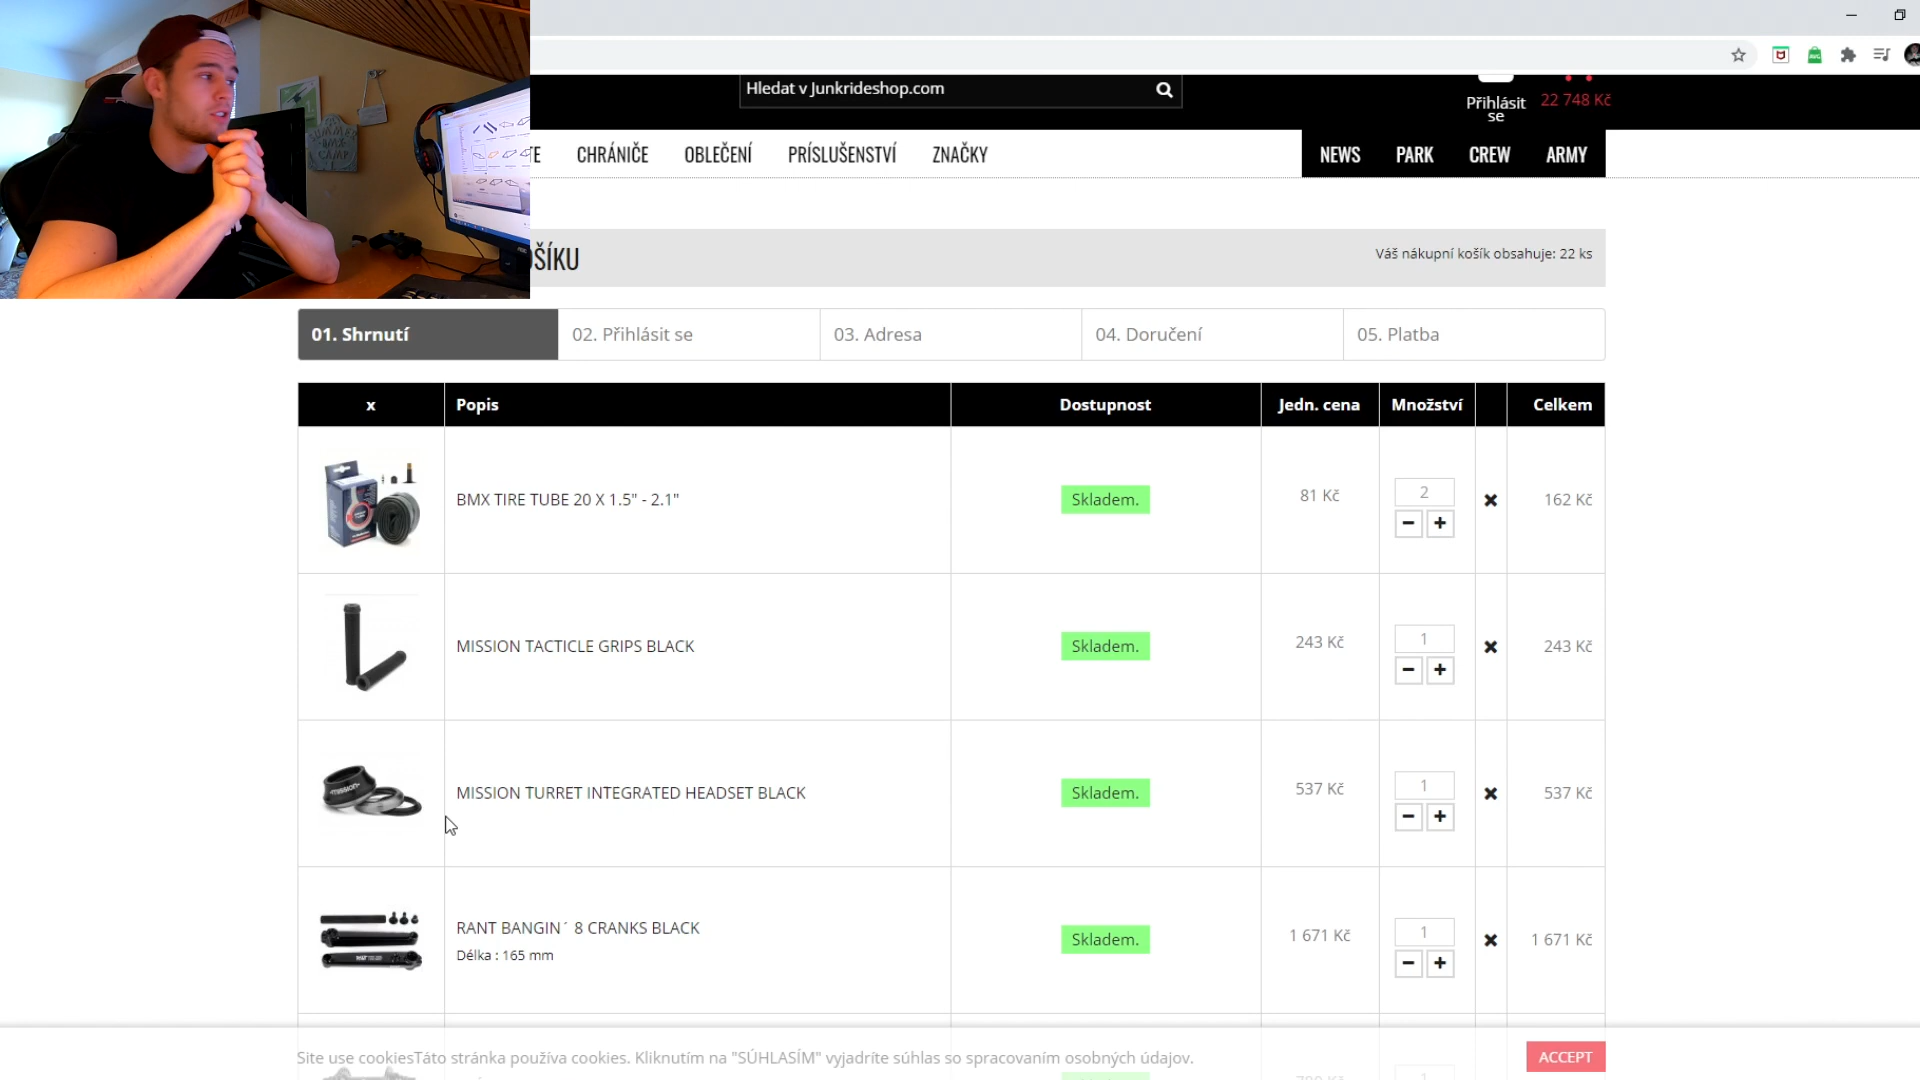 SUMMER
BMX
CAMP
Hledat v Junkrideshop.com
Přihlásit
se
22 748 Kč
CHRÁNIČE
OBLEČENÍ
PRÍSLUŠENSTVÍ
ZNAČKY
NEWS
PARK
CREW
ARMY
ŠÍKU
Váš nákupní košík obsahuje: 22 ks
01. Shrnutí
02. Přihlásit se
03. Adresa
04. Doručení
05. Platba
x
Popis
Dostupnost
Jedn. cena
Množství
Celkem
BMX TIRE TUBE 20 X 1.5" - 2.1"
Skladem.
81 Kč
2
162 Kč
MISSION TACTICLE GRIPS BLACK
Skladem.
243 Kč
1
243 Kč
MISSION TURRET INTEGRATED HEADSET BLACK
Skladem.
537 Kč
1
537 Kč
RANT BANGIN´ 8 CRANKS BLACK
Délka : 165 mm
Skladem.
1 671 Kč
1
1 671 Kč
Site use cookiesTáto stránka používa cookies. Kliknutím na "SÚHLASÍM" vyjadríte súhlas so spracovaním osobných údajov.
ACCEPT